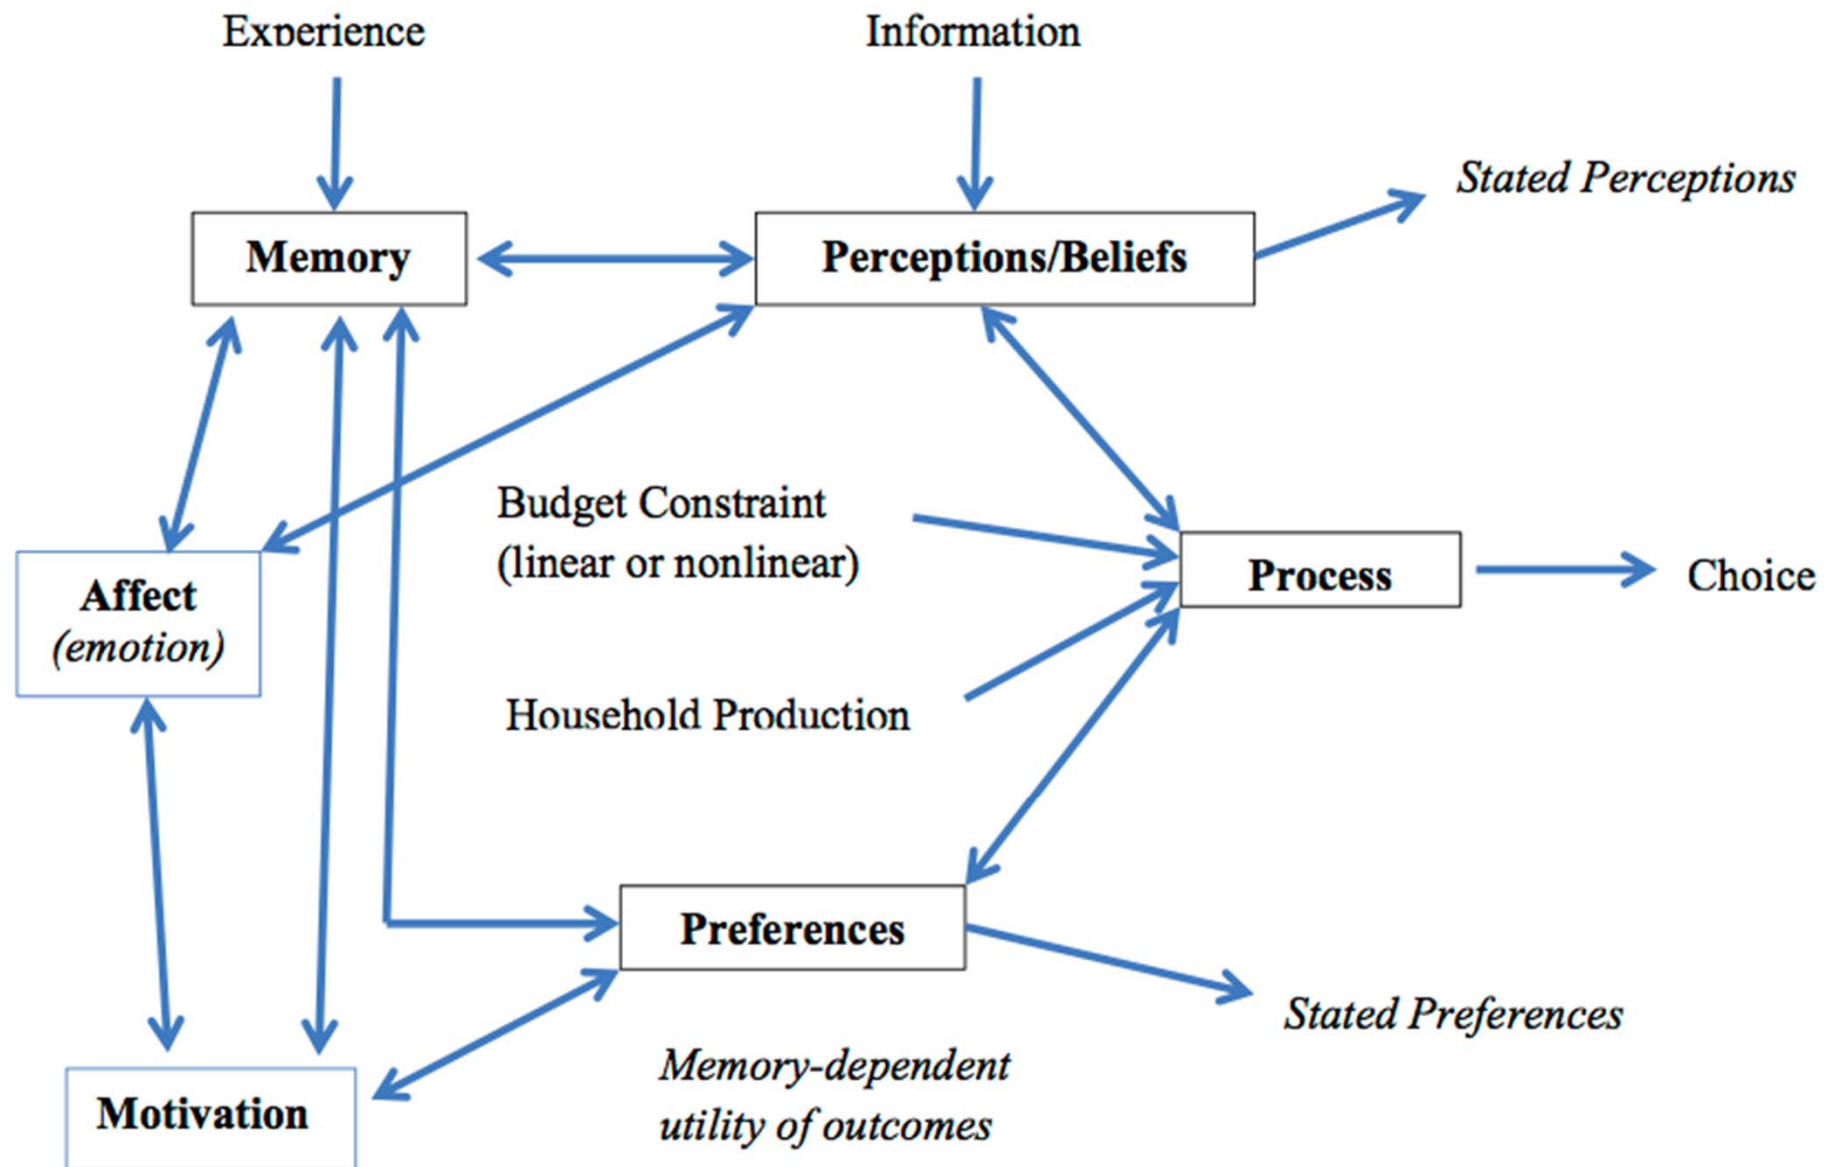 Experience
Information
Stated Perceptions
Memory
Perceptions/Beliefs
Budget Constraint
(linear or nonlinear)
Process
Choice
Affect
(emotion)
Household Production
Preferences
Stated Preferences
Memory-dependent
utility of outcomes
Motivation